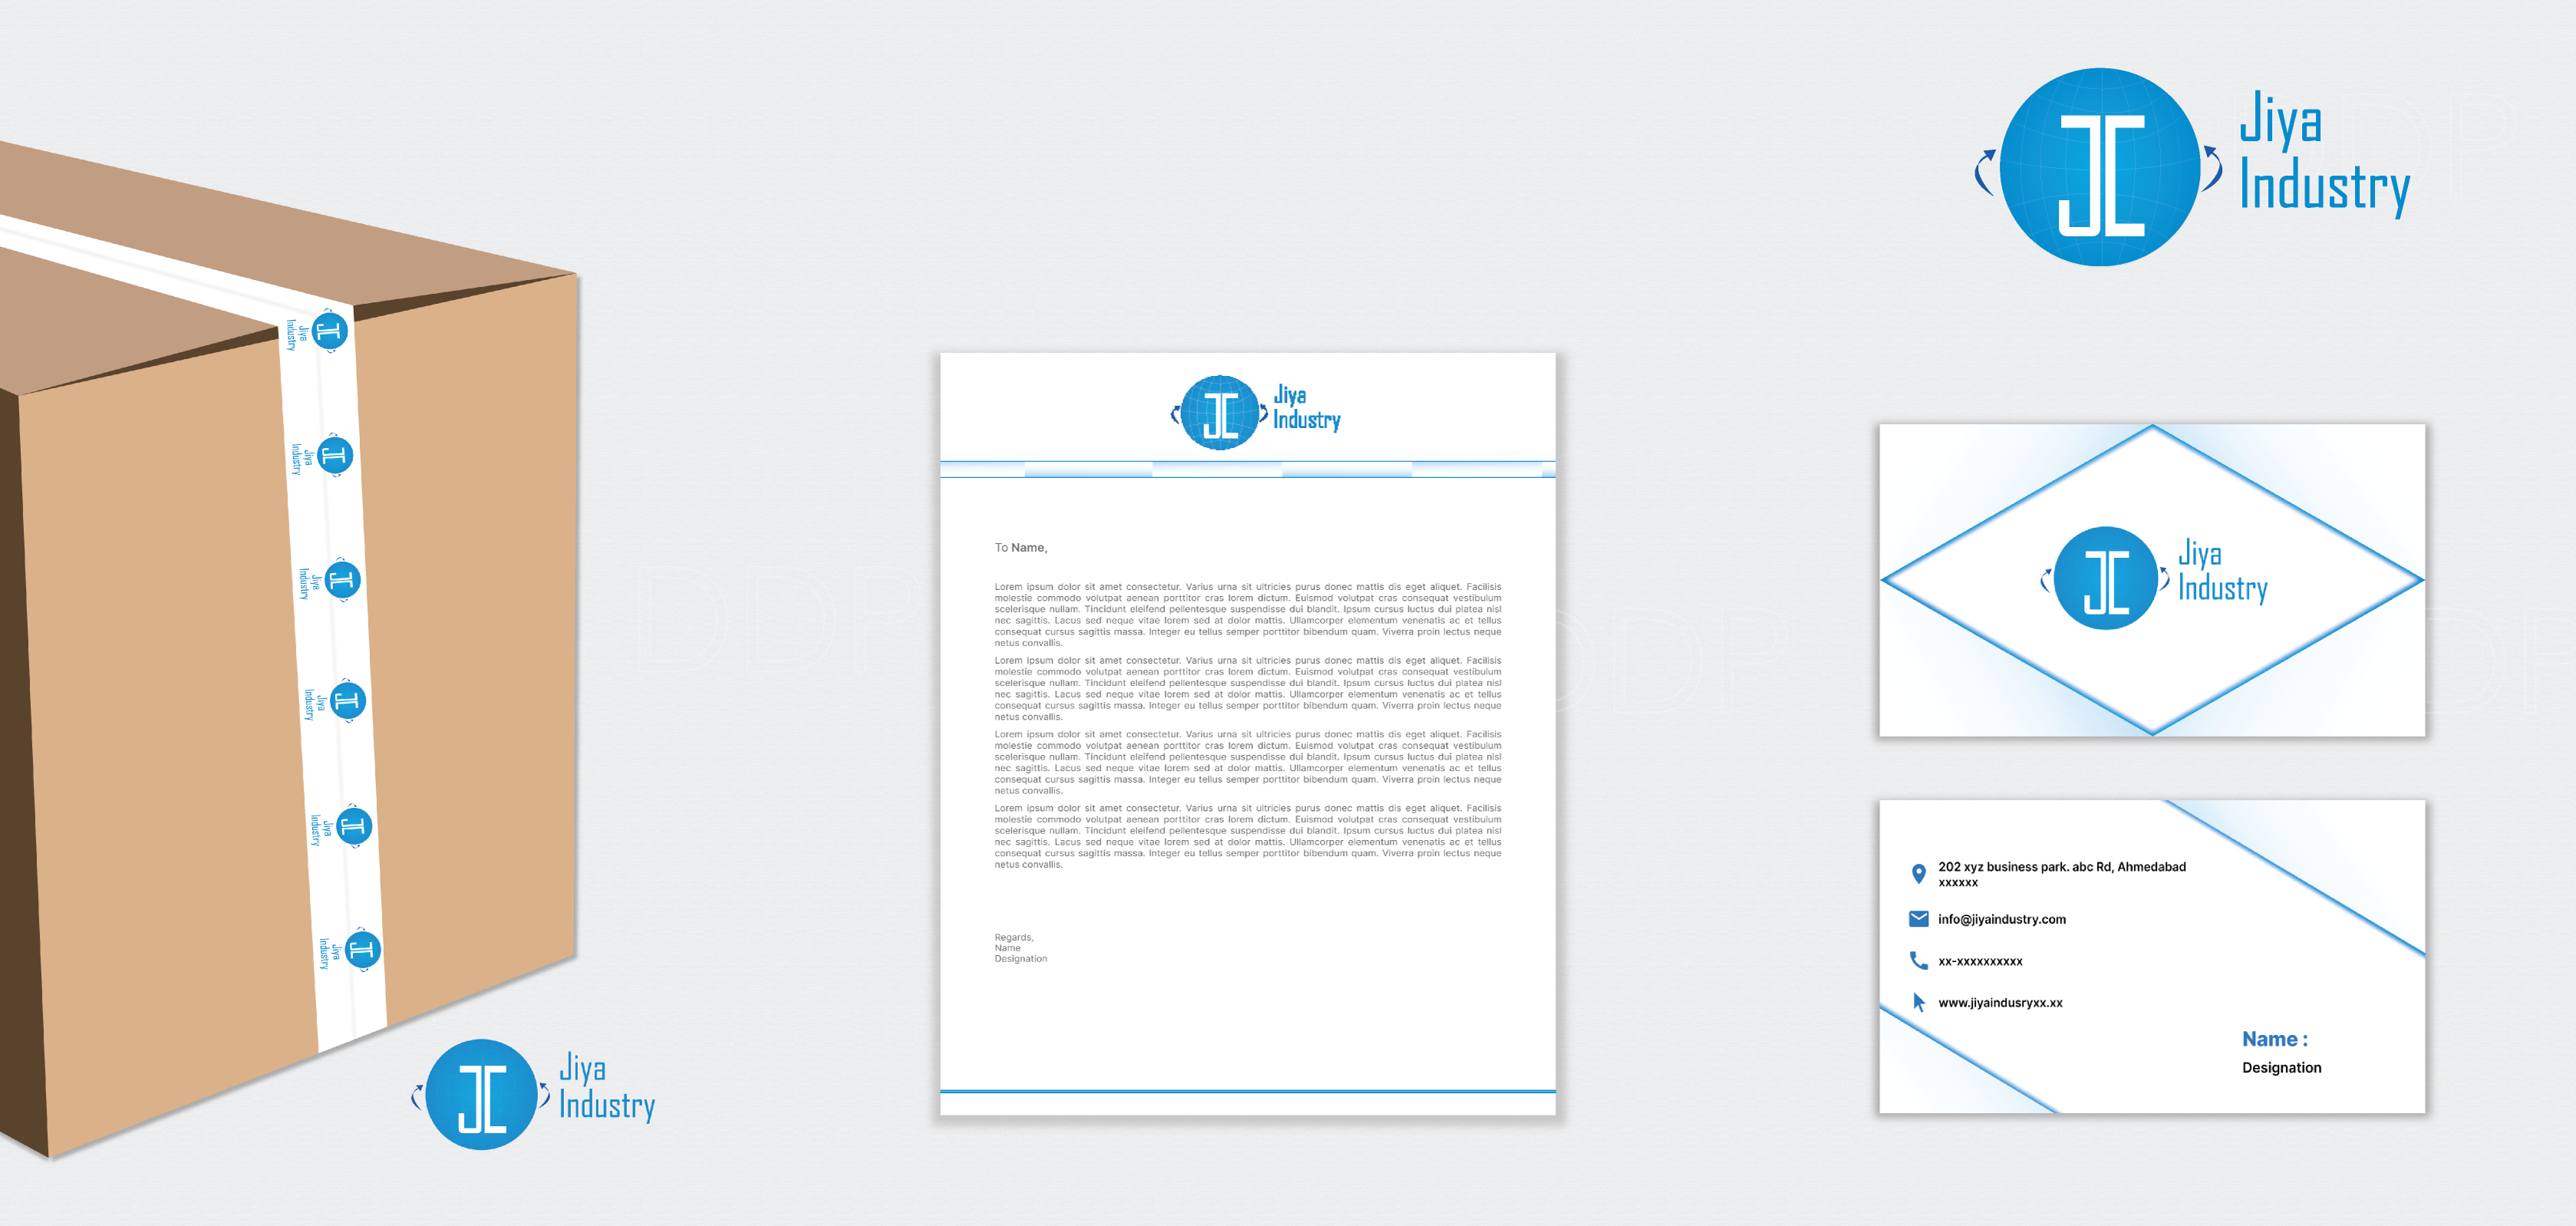 Jiya
Industry
JI
Jiya
Industry
JI
Jiya
Industry
JI
Jiya
Industry
JI
Jiya
Industry
JI
Jiya
Industry
JI
Jiya
Industry
JI
JI
Jiya
Industry
JI
Jiya
Industry
To Name,
Lorem ipsum dolor sit amet consectetur. Varius urna sit ultricies purus donec mattis dis eget aliquet. Facilisis
molestie commodo volutpat aenean porttitor cras lorem dictum. Euismod volutpat cras consequat vestibulum
scelerisque nullam. Tincidunt eleifend pellentesque suspendisse dui blandit. Ipsum cursus luctus dui platea nisl
nec sagittis. Lacus sed neque vitae lorem sed at dolor mattis. Ullamcorper elementum venenatis ac et tellus
consequat cursus sagittis massa. Integer eu tellus semper porttitor bibendum quam. Viverra proin lectus neque
netus convallis.
Lorem ipsum dolor sit amet consectetur. Varius urna sit ultricies purus donec mattis dis eget aliquet. Facilisis
molestie commodo volutpat aenean porttitor cras lorem dictum. Euismod volutpat cras consequat vestibulum
scelerisque nullam. Tincidunt eleifend pellentesque suspendisse dui blandit. Ipsum cursus luctus dui platea nisl
nec sagittis. Lacus sed neque vitae lorem sed at dolor mattis. Ullamcorper elementum venenatis ac et tellus
consequat cursus sagittis massa. Integer eu tellus semper porttitor bibendum quam. Viverra proin lectus neque
netus convallis.
Lorem ipsum dolor sit amet consectetur. Varius urna sit ultricies purus donec mattis dis eget aliquet. Facilisis
molestie commodo volutpat aenean porttitor cras lorem dictum. Euismod volutpat cras consequat vestibulum
scelerisque nullam. Tincidunt eleifend pellentesque suspendisse dui blandit. Ipsum cursus luctus dui platea nisl
nec sagittis. Lacus sed neque vitae lorem sed at dolor mattis. Ullamcorper elementum venenatis ac et tellus
consequat cursus sagittis massa. Integer eu tellus semper porttitor bibendum quam. Viverra proin lectus neque
netus convallis.
Lorem ipsum dolor sit amet consectetur. Varius urna sit ultricies purus donec mattis dis eget aliquet. Facilisis
molestie commodo volutpat aenean porttitor cras lorem dictum. Euismod volutpat cras consequat vestibulum
scelerisque nullam. Tincidunt eleifend pellentesque suspendisse dui blandit. Ipsum cursus luctus dui platea nisl
nec sagittis. Lacus sed neque vitae lorem sed at dolor mattis. Ullamcorper elementum venenatis ac et tellus
consequat cursus sagittis massa. Integer eu tellus semper porttitor bibendum quam. Viverra proin lectus neque
netus convallis.
Regards,
Name
Designation
JI
Jiya
Industry
202 xyz business park. abc Rd, Ahmedabad
xxxxxx
info@jiyaindustry.com
xx-xxxxxxxxxx
www.jiyaindusryxx.xx
Name :
Designation